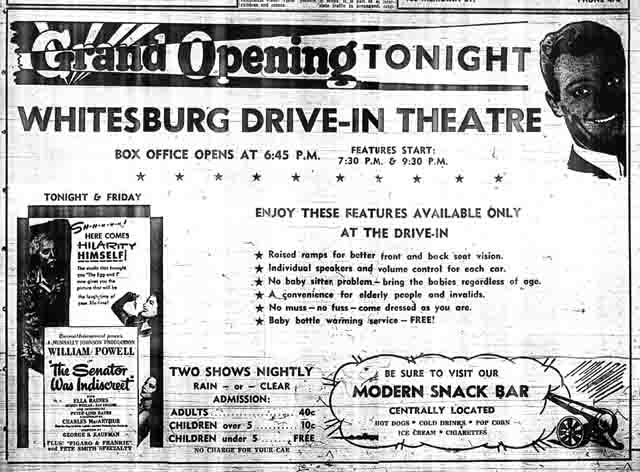 Grand Opening TONIGHT
WHITESBURG DRIVE-IN THEATRE
BOX OFFICE OPENS AT 6:45 P.M.
FEATURES START:
7:30 P.M. & 9:30 P.M.
TONIGHT & FRIDAY
HERE COMES
HILARITY
HIMSELF!
The studio that brought
you "The Egg and I"
now gives you the
picture that will be
the laugh-time of
your life-time!
A NUNNALLY JOHNSON PRODUCTION
WILLIAM POWELL
in
"The Senator
Was Indiscreet"
with
ELLA RAINES
PETER LIND HAYES
CHARLES MacARTHUR
GEORGE S. KAUFMAN
PLUS: "FIGARO & FRANKIE"
and PETE SMITH SPECIALTY
ENJOY THESE FEATURES AVAILABLE ONLY
AT THE DRIVE-IN
Raised ramps for better front and back seat vision.
Individual speakers and volume control for each car.
No baby sitter problem—bring the babies regardless of age.
A convenience for elderly people and invalids.
No muss—no fuss—come dressed as you are.
Baby bottle warming service — FREE!
TWO SHOWS NIGHTLY
RAIN — or — CLEAR
ADMISSION:
ADULTS 40c
CHILDREN over 5 10c
CHILDREN under 5 FREE
NO CHARGE FOR YOUR CAR
BE SURE TO VISIT OUR
MODERN SNACK BAR
CENTRALLY LOCATED
HOT DOGS * COLD DRINKS * POP CORN
ICE CREAM * CIGARETTES